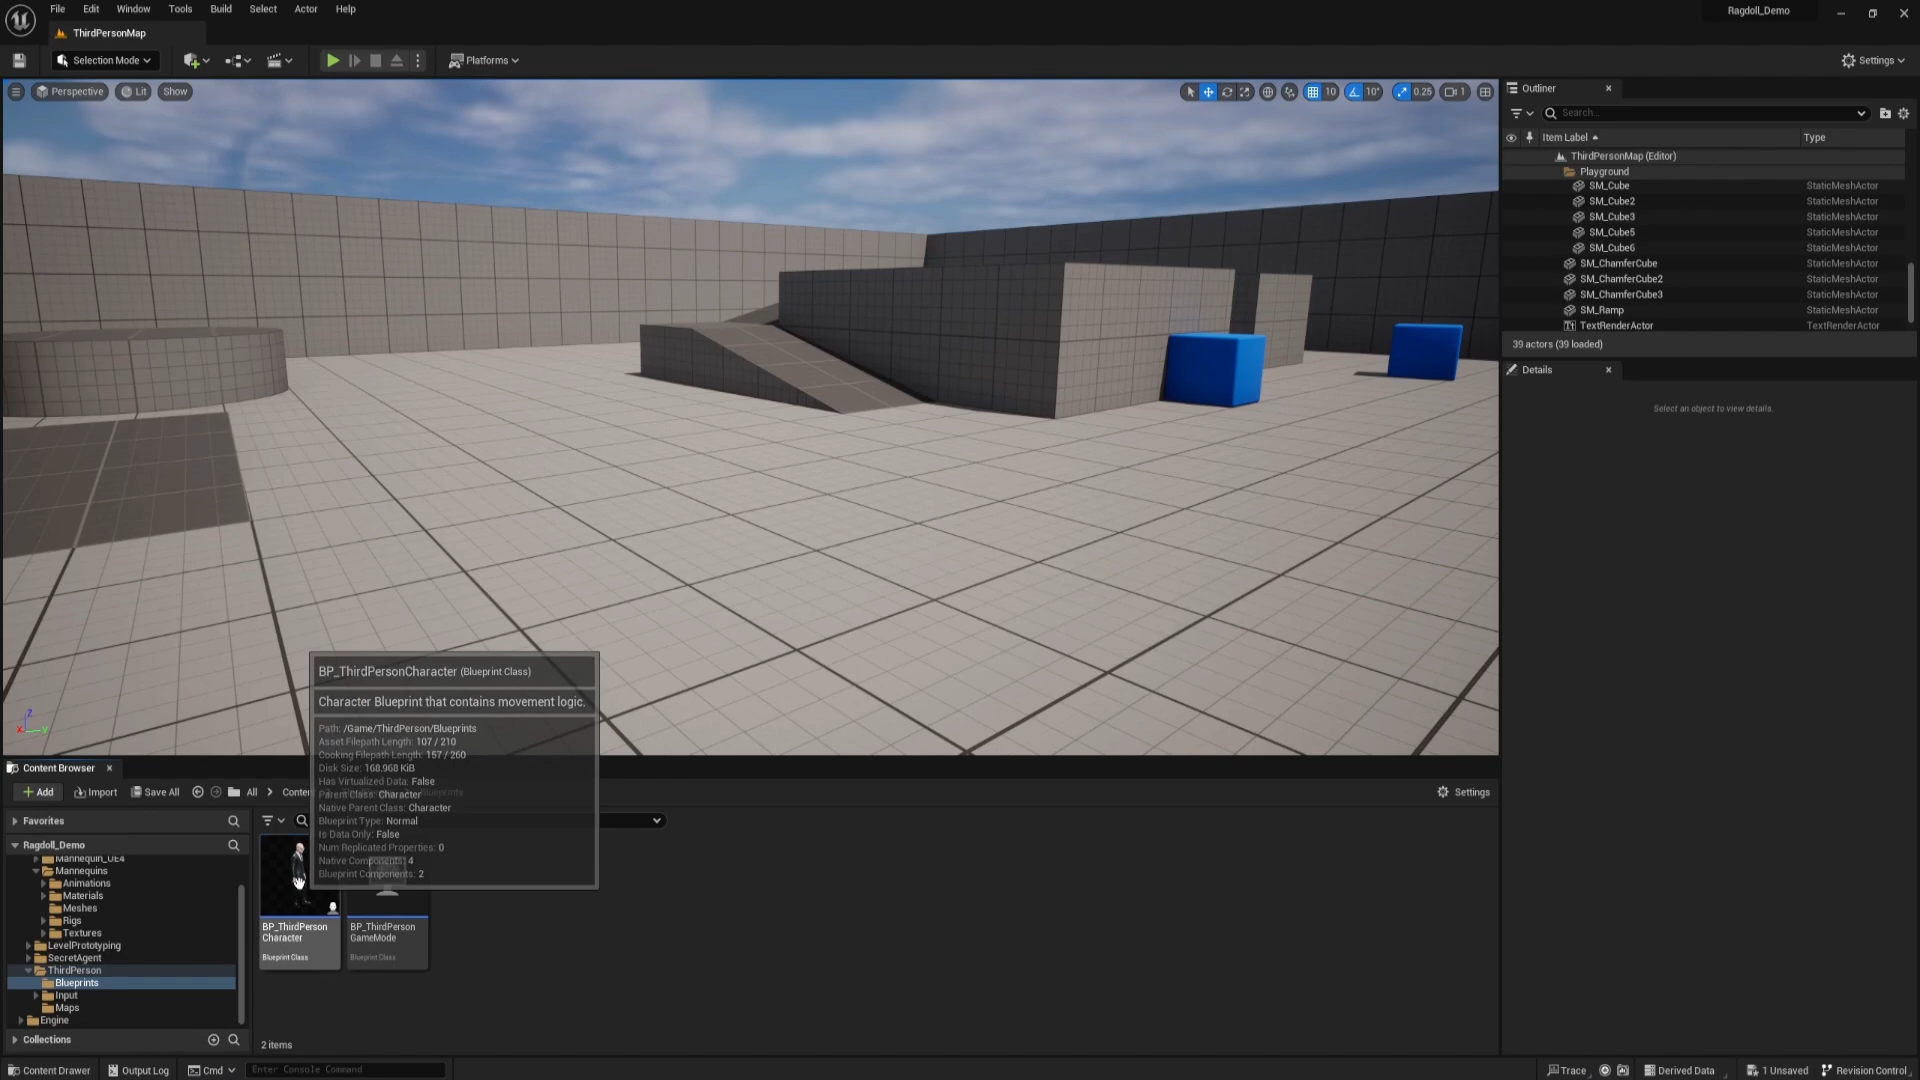 File Edit Window Tools Build Select Actor Help
Ragdoll_Demo
ThirdPersonMap
Selection Mode
Platforms
Settings
Perspective Lit Show
10 10° 0.25 1
Outliner
Search...
Item Label Type
ThirdPersonMap (Editor)
Playground
SM_Cube StaticMeshActor
SM_Cube2 StaticMeshActor
SM_Cube3 StaticMeshActor
SM_Cube5 StaticMeshActor
SM_Cube6 StaticMeshActor
SM_ChamferCube StaticMeshActor
SM_ChamferCube2 StaticMeshActor
SM_ChamferCube3 StaticMeshActor
SM_Ramp StaticMeshActor
TextRenderActor TextRenderActor
39 actors (39 loaded)
Details
Select an object to view details.
Z
X Y
BP_ThirdPersonCharacter (Blueprint Class)
Character Blueprint that contains movement logic.
Path: /Game/ThirdPerson/Blueprints
Asset Filepath Length: 107 / 210
Cooking Filepath Length: 157 / 260
Disk Size: 168.968 KiB
Has Virtualized Data: False
Parent Class: Character
Native Parent Class: Character
Blueprint Type: Normal
Is Data Only: False
Num Replicated Properties: 0
Native Components: 4
Blueprint Components: 2
Content Browser
Add Import Save All All Conten
Settings
Favorites
Ragdoll_Demo
Mannequin_UE4
Mannequins
Animations
Materials
Meshes
Rigs
Textures
LevelPrototyping
SecretAgent
ThirdPerson
Blueprints
Input
Maps
Engine
Collections
BP_ThirdPerson
Character
Blueprint Class
BP_ThirdPerson
GameMode
Blueprint Class
2 items
Content Drawer Output Log Cmd Enter Console Command
Trace Derived Data 1 Unsaved Revision Control